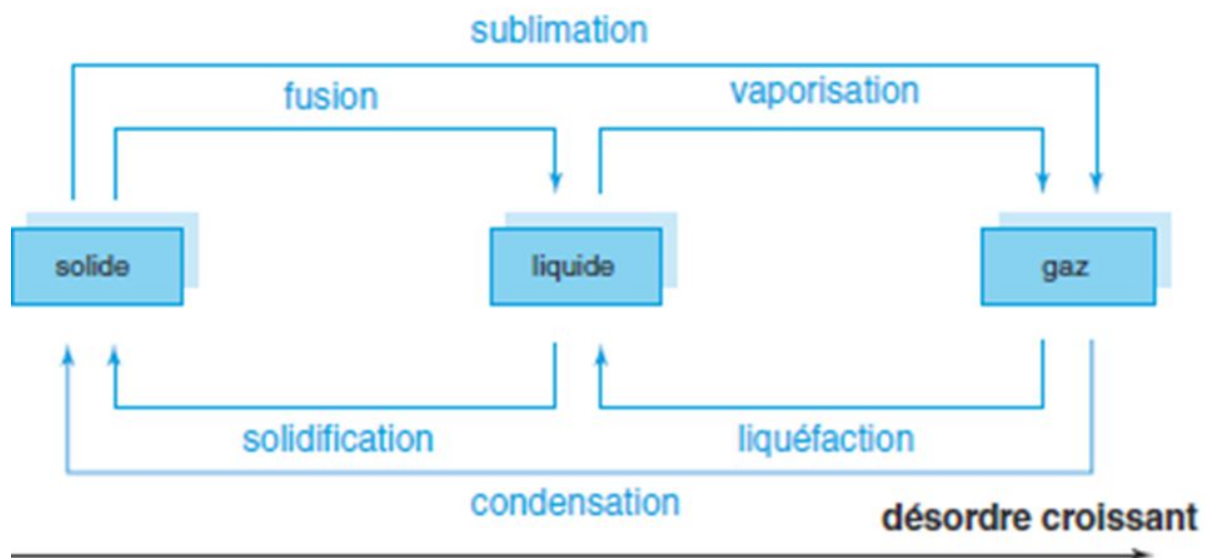 sublimation
fusion
vaporisation
solide
liquide
gaz
solidification
liquéfaction
condensation
désordre croissant